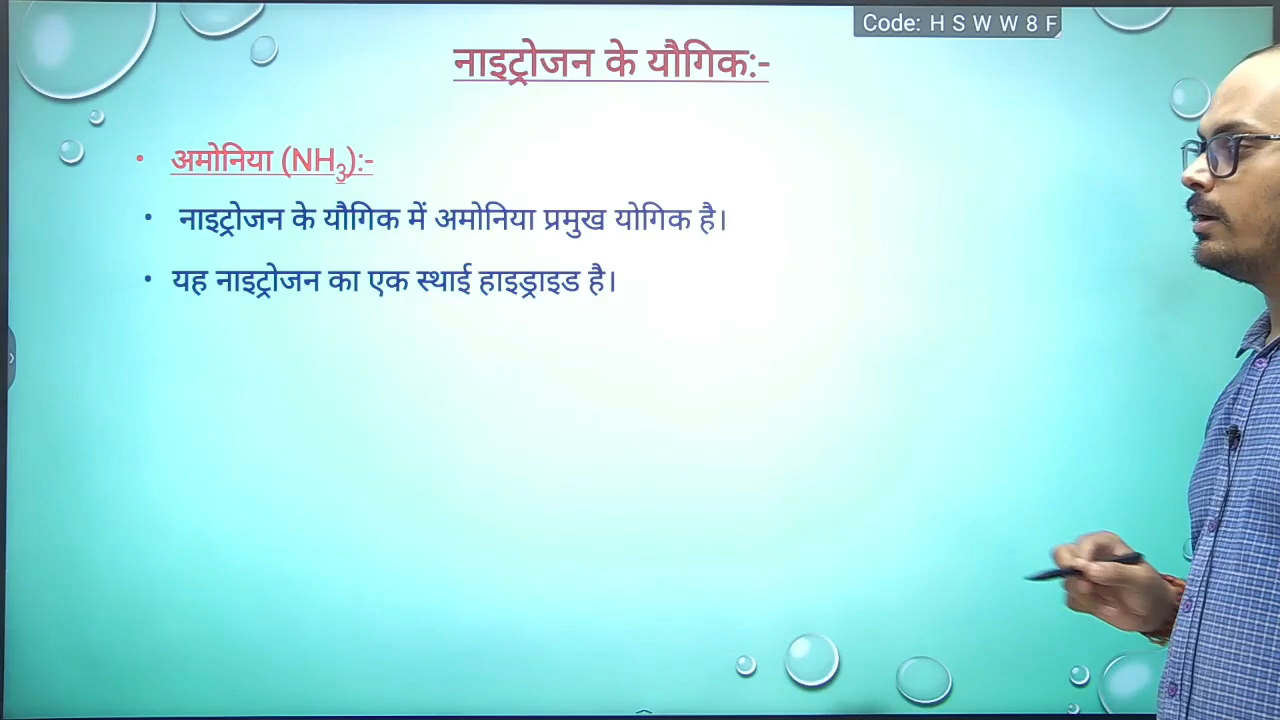 Code: H S W W 8 F
नाइट्रोजन के यौगिक:-
• अमोनिया (NH₃):-
• नाइट्रोजन के यौगिक में अमोनिया प्रमुख योगिक है।
• यह नाइट्रोजन का एक स्थाई हाइड्राइड है।